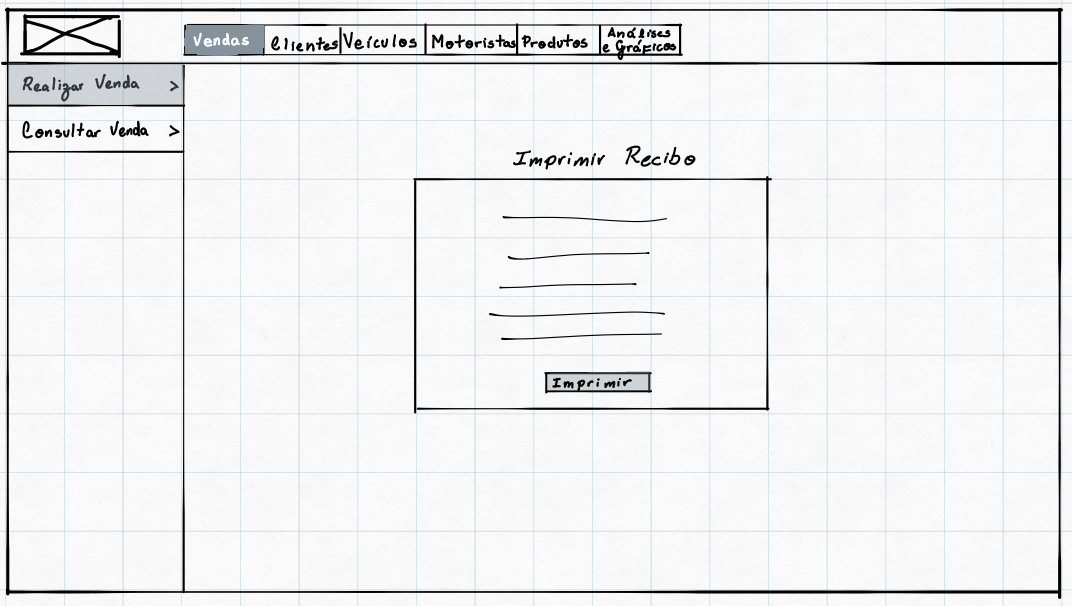 Vendas Clientes Veículos Motoristas Produtos Análises
e Gráficos
Realizar Venda >
Consultar Venda >
Imprimir Recibo
Imprimir